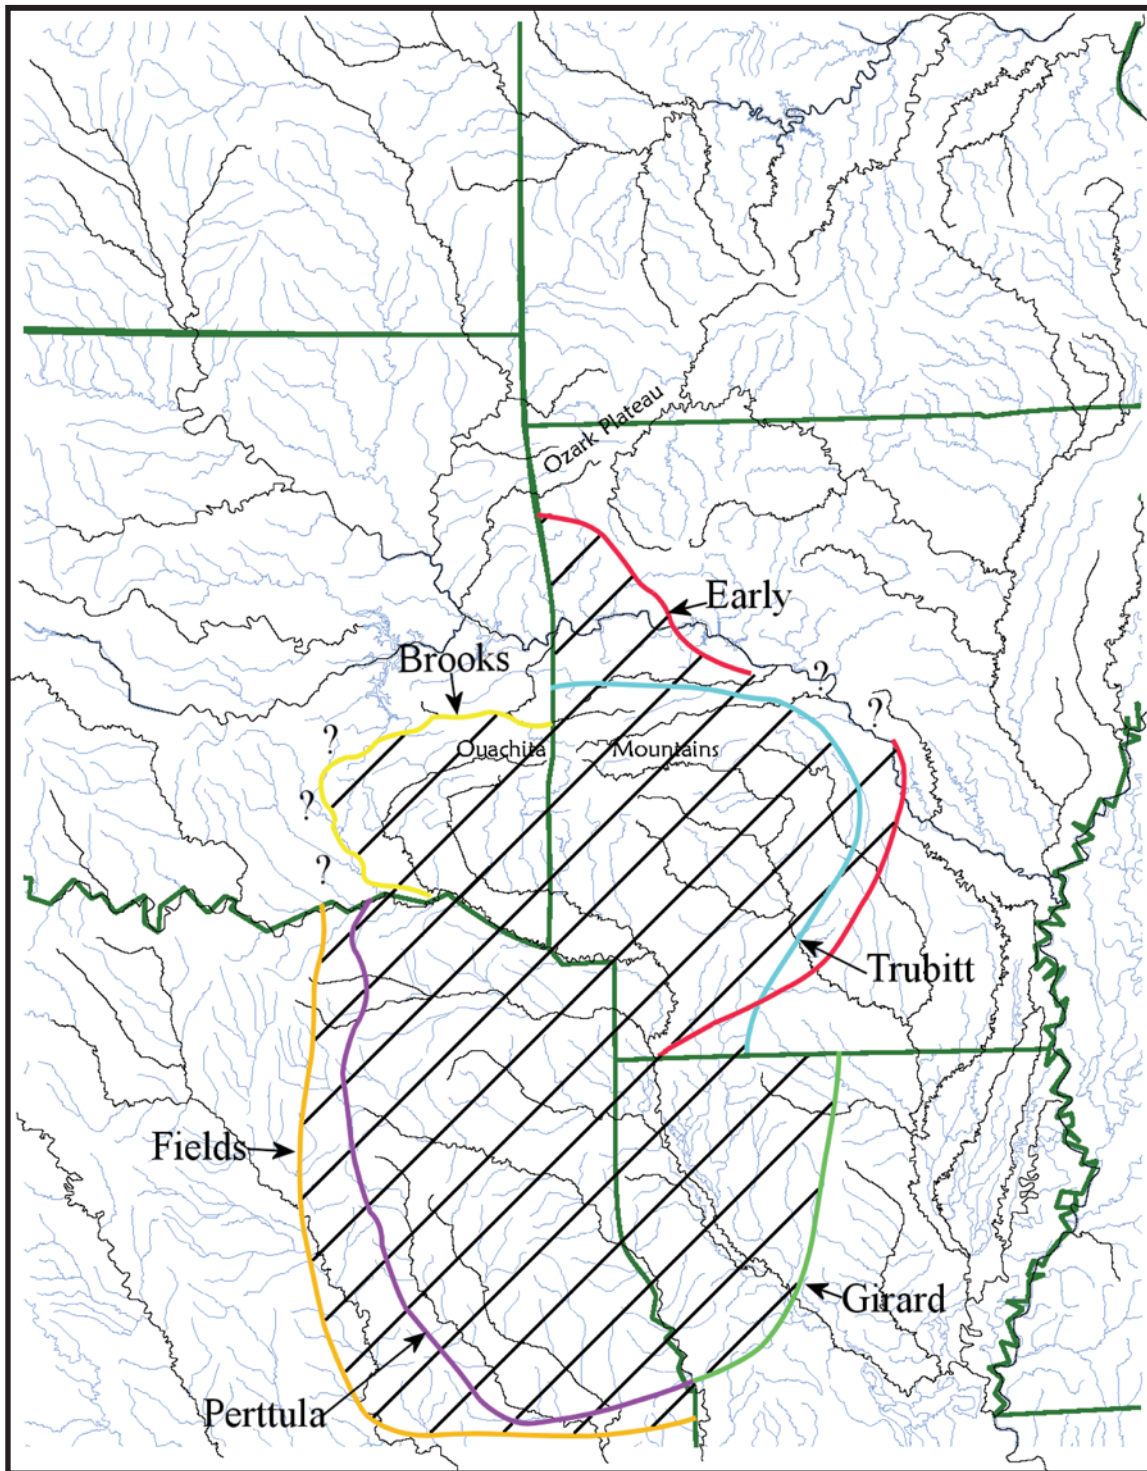 Ozark Plateau
Early
Brooks
?
?
?
Ouachita Mountains
?
?
?
Trubitt
Fields
Girard
Perttula